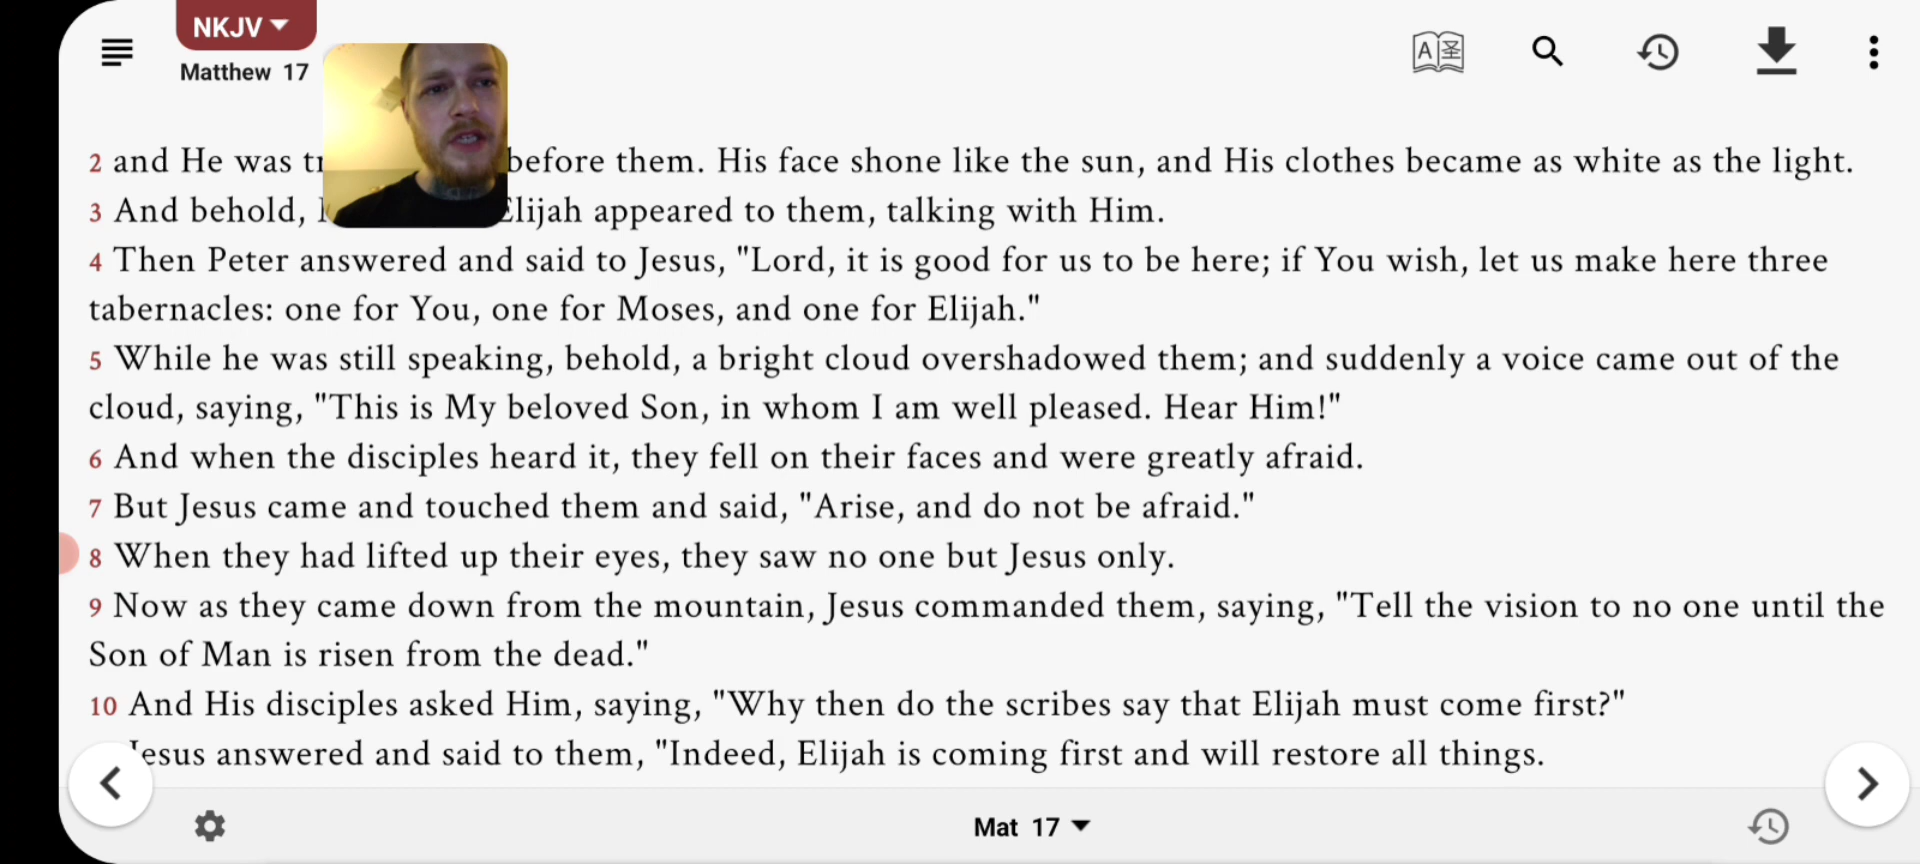 NKJV
Matthew 17
A 圣
2 and He was before them. His face shone like the sun, and His clothes became as white as the light.
3 And behold, Elijah appeared to them, talking with Him.
4 Then Peter answered and said to Jesus, "Lord, it is good for us to be here; if You wish, let us make here three
tabernacles: one for You, one for Moses, and one for Elijah."
5 While he was still speaking, behold, a bright cloud overshadowed them; and suddenly a voice came out of the
cloud, saying, "This is My beloved Son, in whom I am well pleased. Hear Him!"
6 And when the disciples heard it, they fell on their faces and were greatly afraid.
7 But Jesus came and touched them and said, "Arise, and do not be afraid."
8 When they had lifted up their eyes, they saw no one but Jesus only.
9 Now as they came down from the mountain, Jesus commanded them, saying, "Tell the vision to no one until the
Son of Man is risen from the dead."
10 And His disciples asked Him, saying, "Why then do the scribes say that Elijah must come first?"
Jesus answered and said to them, "Indeed, Elijah is coming first and will restore all things.
Mat 17